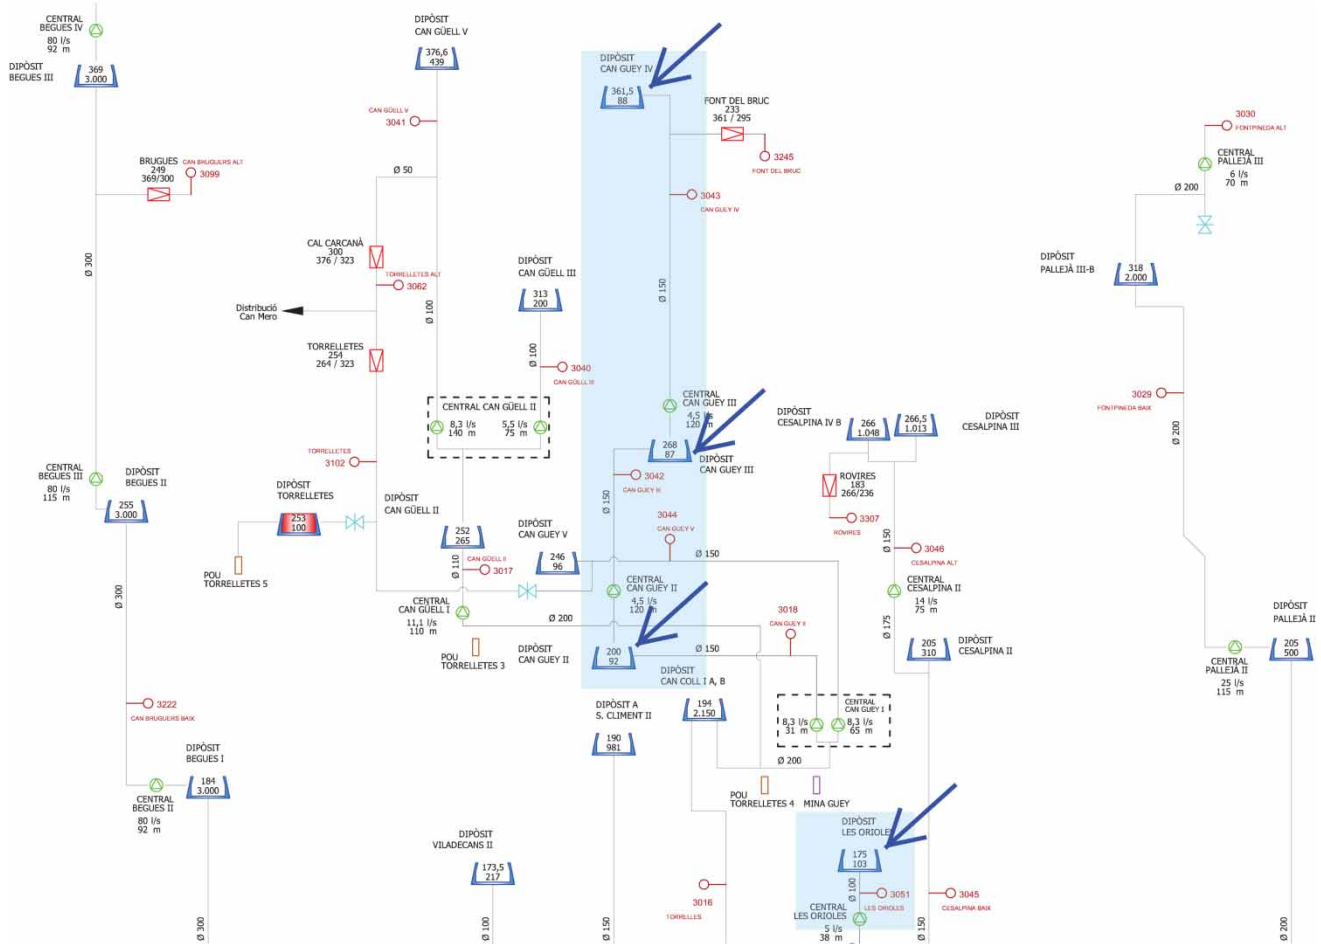 CENTRAL
BEGUES IV
80 l/s
92 m
DIPÒSIT
BEGUES III
369
3.000
BRUGUES
249
369/300
CAN BRUGUERS ALT
3099
Ø 300
CENTRAL
BEGUES III
80 l/s
115 m
DIPÒSIT
BEGUES II
255
3.000
Ø 300
3222
CAN BRUGUERS BAIX
DIPÒSIT
BEGUES I
184
3.000
CENTRAL
BEGUES II
80 l/s
92 m
Ø 300
DIPÒSIT
CAN GÜELL V
376,6
439
CAN GÜELL V
3041
Ø 50
CAL CARCANÀ
300
376 / 323
TORRELLETES ALT
3062
Distribució
Can Mero
Ø 100
TORRELLETES
254
264 / 323
DIPÒSIT
CAN GÜELL III
313
200
Ø 100
3040
CAN GÜELL III
CENTRAL CAN GÜELL II
8,3 l/s
140 m
5,5 l/s
75 m
TORRELLETES
3102
DIPÒSIT
TORRELLETES
253
100
POU
TORRELLETES 5
DIPÒSIT
CAN GÜELL II
252
265
Ø 110
CAN GÜELL II
3017
CENTRAL
CAN GÜELL I
11,1 l/s
110 m
POU
TORRELLETES 3
Ø 200
DIPÒSIT
CAN GUEY V
246
96
DIPÒSIT
CAN GUEY IV
361,5
88
FONT DEL BRUC
233
361 / 295
3245
FONT DEL BRUC
3043
CAN GUEY IV
Ø 150
CENTRAL
CAN GUEY III
4,5 l/s
120 m
268
87
DIPÒSIT
CAN GUEY III
3042
CAN GUEY III
Ø 150
3044
CAN GUEY V
Ø 150
CENTRAL
CAN GUEY II
4,5 l/s
120 m
DIPÒSIT
CAN GUEY II
200
92
Ø 150
3018
CAN GUEY II
DIPÒSIT
CAN COLL I A, B
194
2.150
DIPÒSIT A
S. CLIMENT II
190
981
CENTRAL
CAN GUEY I
8,3 l/s
31 m
8,3 l/s
65 m
Ø 200
POU
TORRELLETES 4
MINA GUEY
DIPÒSIT
VILADECANS II
173,5
217
Ø 100
Ø 150
3016
TORRELLES
DIPÒSIT
LES ORIOLES
175
103
Ø 100
3051
LES ORIOLES
CENTRAL
LES ORIOLES
5 l/s
38 m
DIPÒSIT
CESALPINA IV B
266
1.048
266,5
1.013
DIPÒSIT
CESALPINA III
ROVIRES
183
266/236
3307
ROVIRES
Ø 150
3046
CESALPINA ALT
CENTRAL
CESALPINA II
14 l/s
75 m
Ø 175
205
310
DIPÒSIT
CESALPINA II
3045
CESALPINA BAIX
Ø 150
3030
FONTPINEDA ALT
CENTRAL
PALLEJÀ III
6 l/s
70 m
Ø 200
DIPÒSIT
PALLEJÀ III-B
318
2.000
3029
FONTPINEDA BAIX
Ø 200
DIPÒSIT
PALLEJÀ II
205
500
CENTRAL
PALLEJÀ II
25 l/s
115 m
Ø 200